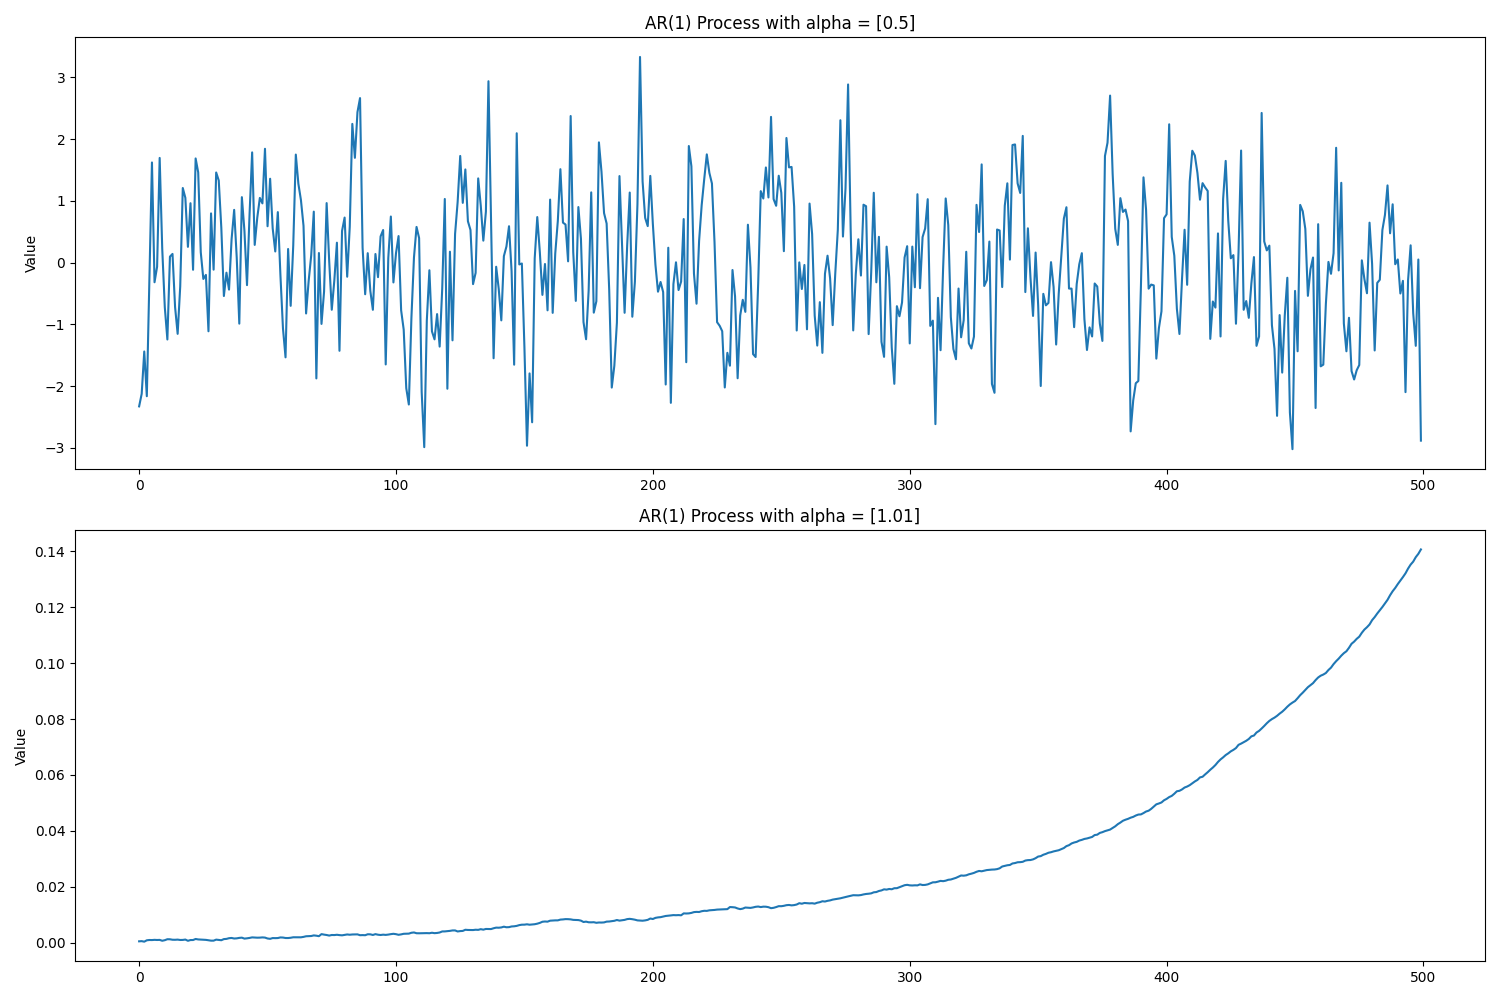 AR(1) Process with alpha = [0.5]
Value
3
2
1
0
−1
−2
−3
0 100 200 300 400 500
AR(1) Process with alpha = [1.01]
Value
0.14
0.12
0.10
0.08
0.06
0.04
0.02
0.00
0 100 200 300 400 500